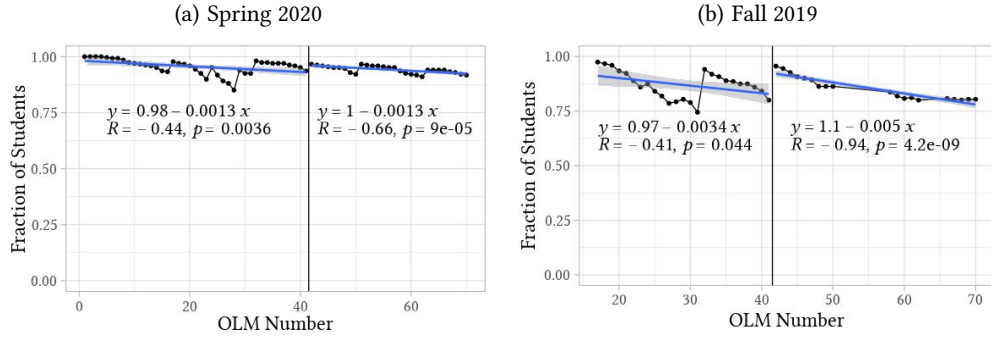 (a) Spring 2020
Fraction of Students
1.00
0.75
0.50
0.25
0.00
y = 0.98 – 0.0013 x
R = – 0.44, p = 0.0036
y = 1 – 0.0013 x
R = – 0.66, p = 9e-05
0 20 40 60
OLM Number
(b) Fall 2019
Fraction of Students
1.00
0.75
0.50
0.25
0.00
y = 0.97 – 0.0034 x
R = – 0.41, p = 0.044
y = 1.1 – 0.005 x
R = – 0.94, p = 4.2e-09
20 30 40 50 60 70
OLM Number